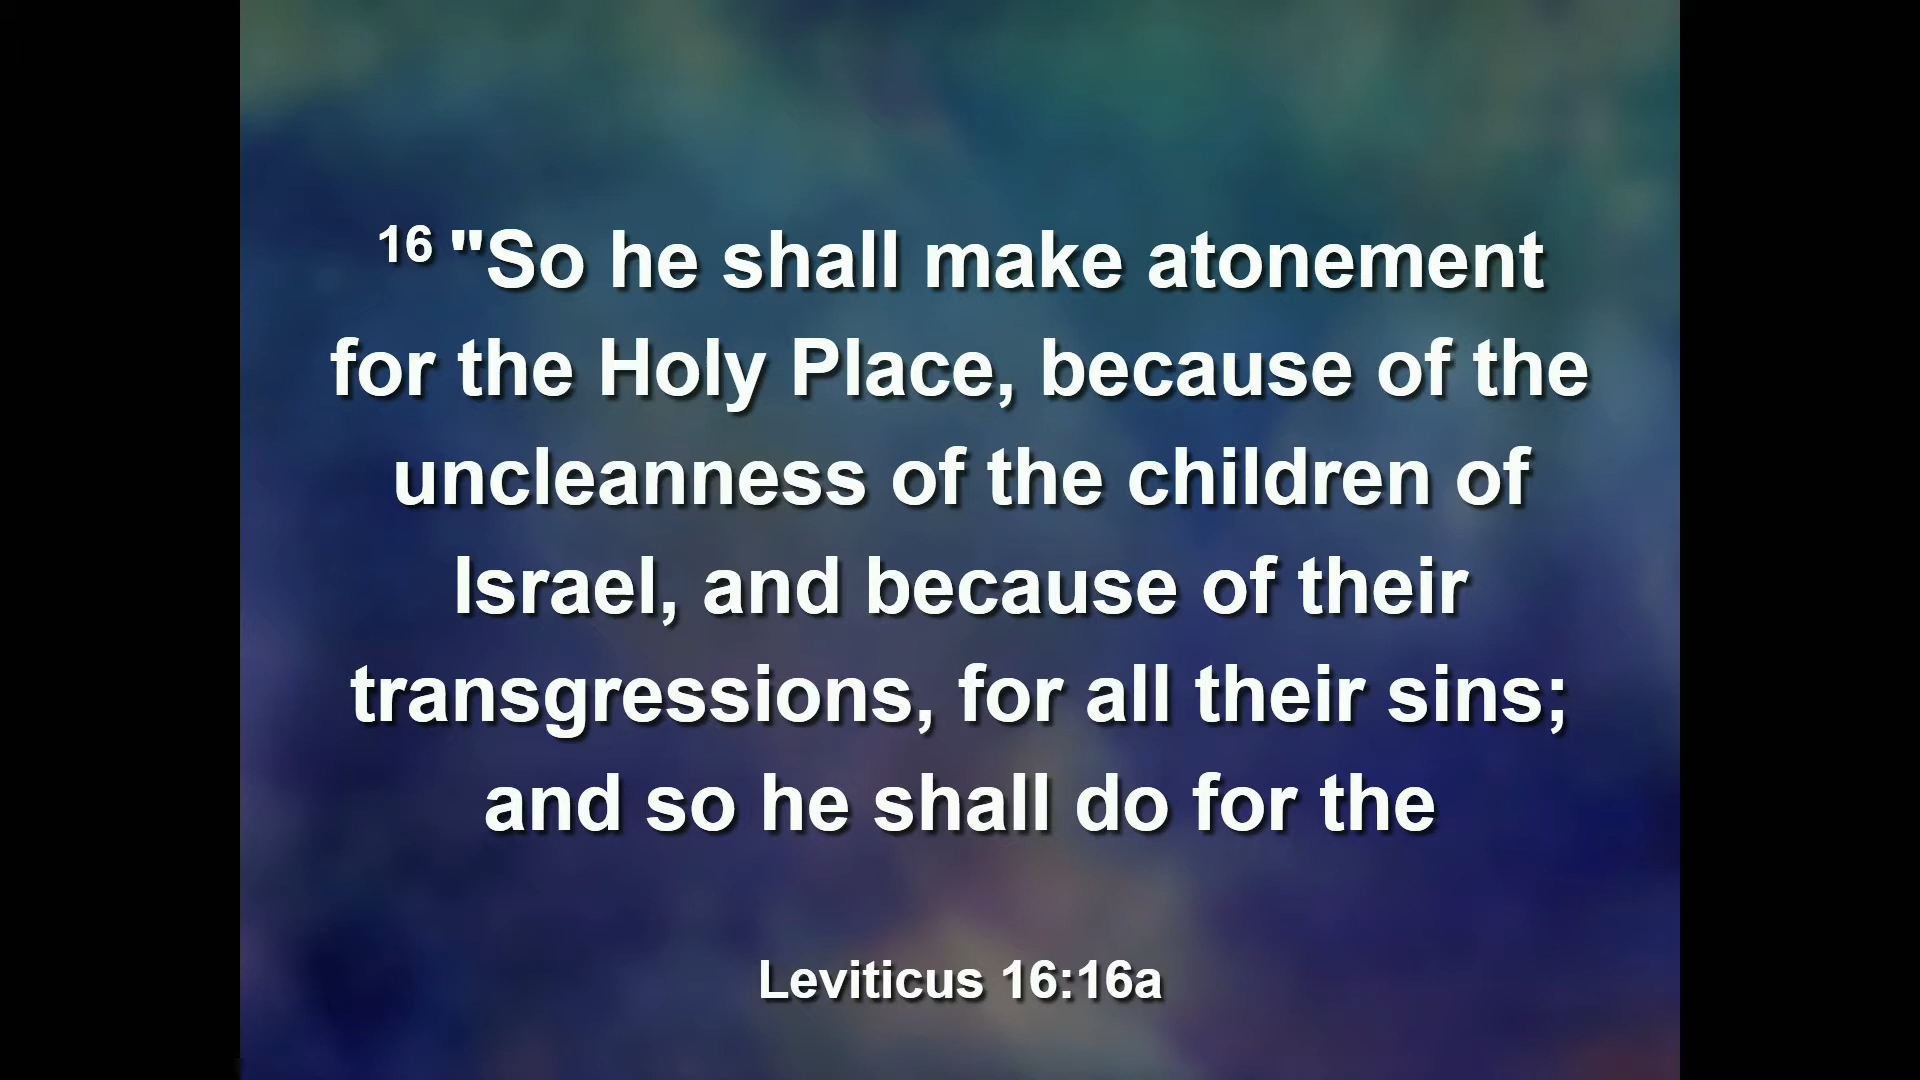 16 "So he shall make atonement
for the Holy Place, because of the
uncleanness of the children of
Israel, and because of their
transgressions, for all their sins;
and so he shall do for the
Leviticus 16:16a